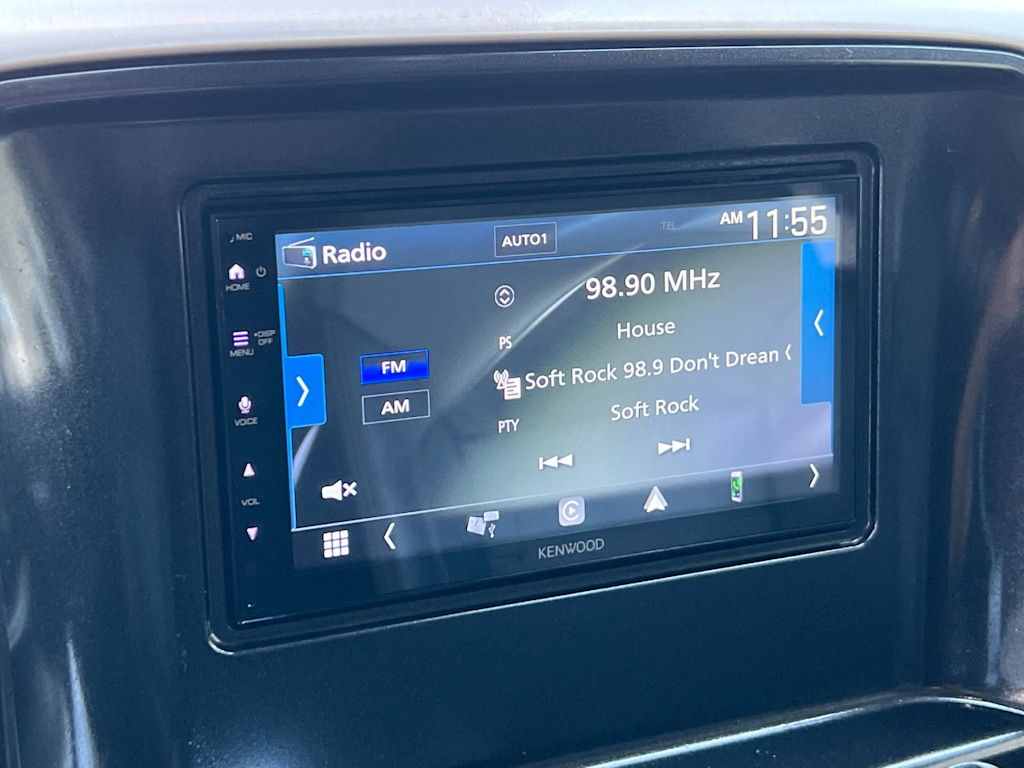 MIC
HOME
DISP
OFF
MENU
VOICE
VOL
Radio
AUTO1
TEL
AM 11:55
98.90 MHz
PS
House
FM
Soft Rock 98.9 Don't Drean
AM
PTY
Soft Rock
KENWOOD